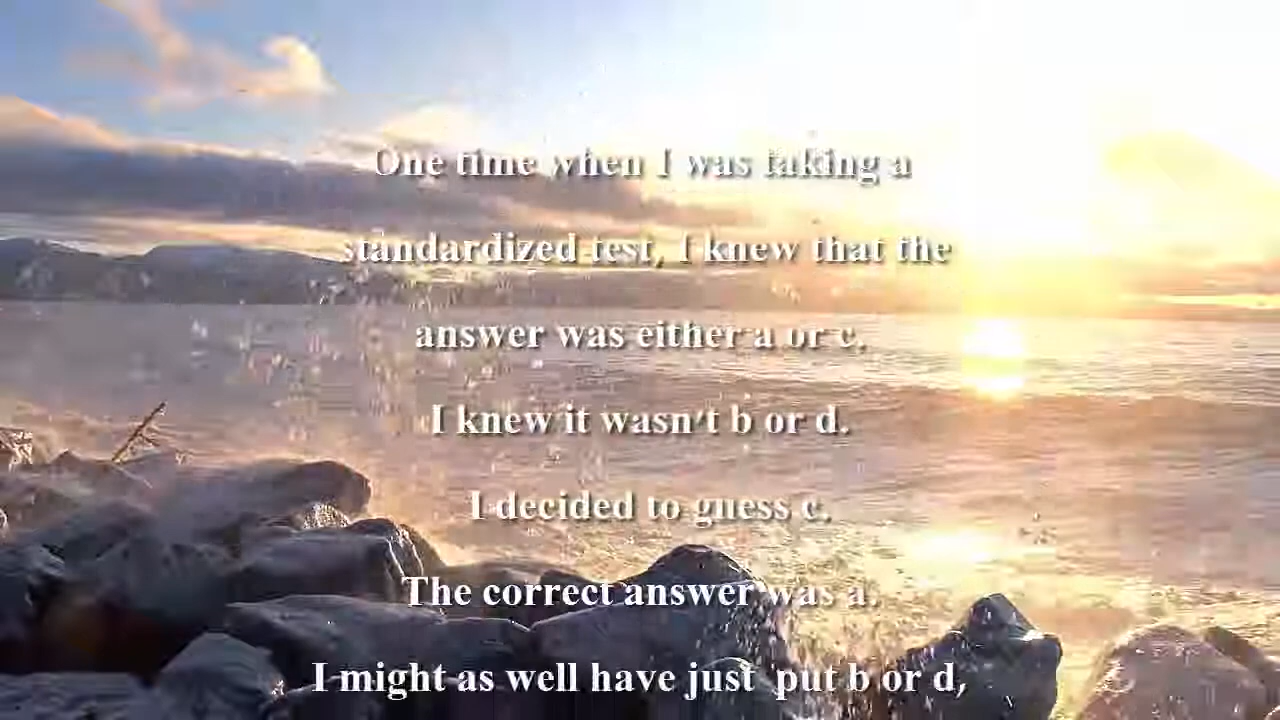 One time when I was taking a
standardized test, I knew that the
answer was either a or c.
I knew it wasn't b or d.
I decided to guess c.
The correct answer was a.
I might as well have just put b or d,